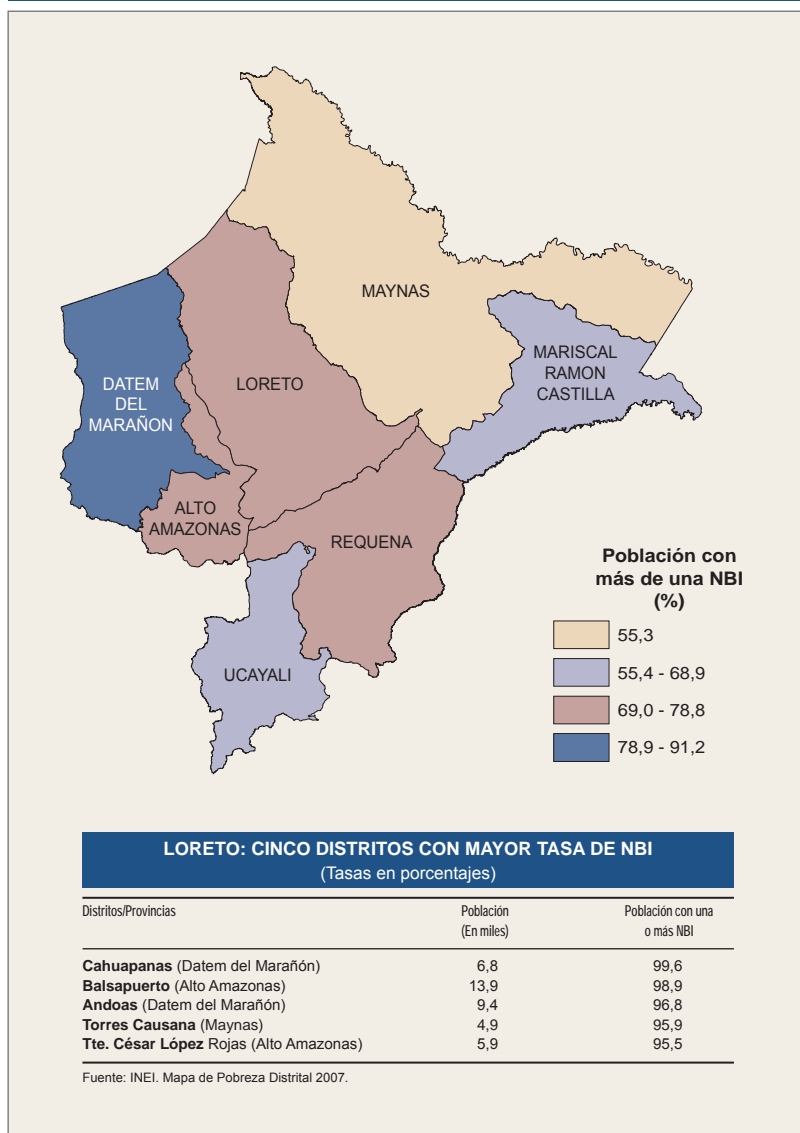 MAYNAS
MARISCAL
RAMON
CASTILLA
DATEM
DEL
MARAÑON
LORETO
ALTO
AMAZONAS
REQUENA
UCAYALI
Población con
más de una NBI
(%)
55,3
55,4 - 68,9
69,0 - 78,8
78,9 - 91,2
LORETO: CINCO DISTRITOS CON MAYOR TASA DE NBI
(Tasas en porcentajes)
Distritos/Provincias Población Población con una
(En miles) o más NBI
Cahuapanas (Datem del Marañón) 6,8 99,6
Balsapuerto (Alto Amazonas) 13,9 98,9
Andoas (Datem del Marañón) 9,4 96,8
Torres Causana (Maynas) 4,9 95,9
Tte. César López Rojas (Alto Amazonas) 5,9 95,5
Fuente: INEI. Mapa de Pobreza Distrital 2007.